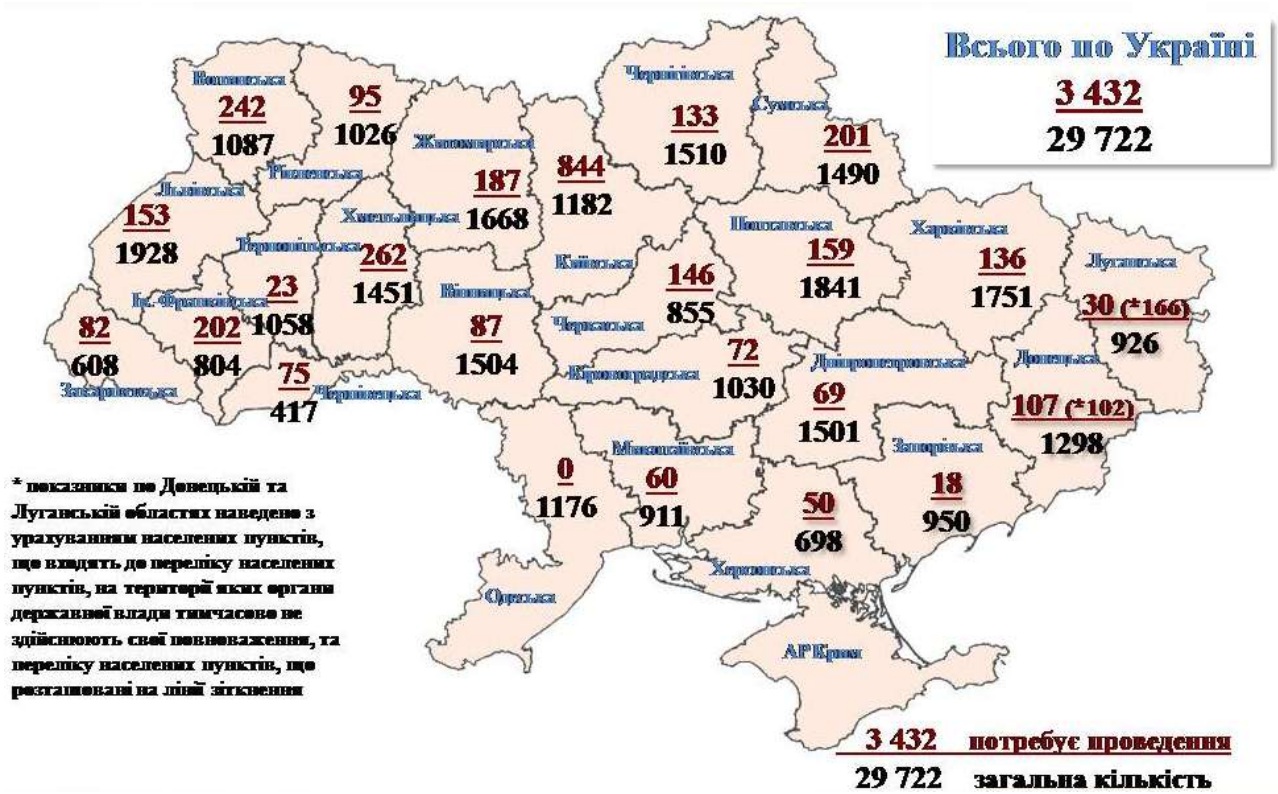 Всього по Україні
3 432
29 722
Волинська
242
1087
95
1026
Рівненська
Житомирська
187
1668
844
1182
Київська
Чернігівська
133
1510
Сумська
201
1490
Львівська
153
1928
Тернопільська
23
1058
Хмельницька
262
1451
Вінницька
87
1504
Черкаська
146
855
Полтавська
159
1841
Харківська
136
1751
Луганська
30 (*166)
926
Ів. Франківська
202
804
82
608
Закарпатська
75
417
Чернівецька
Кіровоградська
72
1030
Дніпропетровська
69
1501
Донецька
107 (*102)
1298
0
1176
Одеська
Миколаївська
60
911
50
698
Херсонська
Запорізька
18
950
АР Крим
* показники по Донецькій та
Луганській областях наведено з
урахуванням населених пунктів,
що входять до переліку населених
пунктів, на території яких органи
державної влади тимчасово не
здійснюють свої повноваження, та
переліку населених пунктів, що
розташовані на лінії зіткнення
3 432 потребує проведення
29 722 загальна кількість